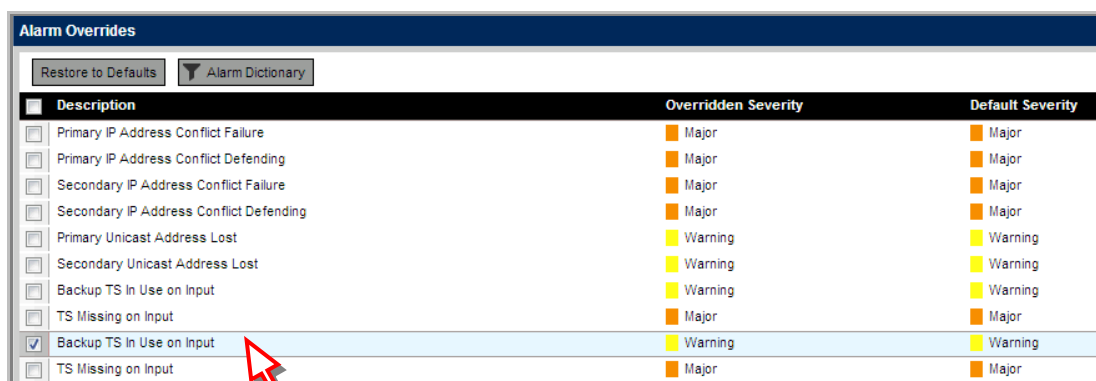 Alarm Overrides
Restore to Defaults Alarm Dictionary
Description Overridden Severity Default Severity
Primary IP Address Conflict Failure Major Major
Primary IP Address Conflict Defending Major Major
Secondary IP Address Conflict Failure Major Major
Secondary IP Address Conflict Defending Major Major
Primary Unicast Address Lost Warning Warning
Secondary Unicast Address Lost Warning Warning
Backup TS In Use on Input Warning Warning
TS Missing on Input Major Major
Backup TS In Use on Input Warning Warning
TS Missing on Input Major Major